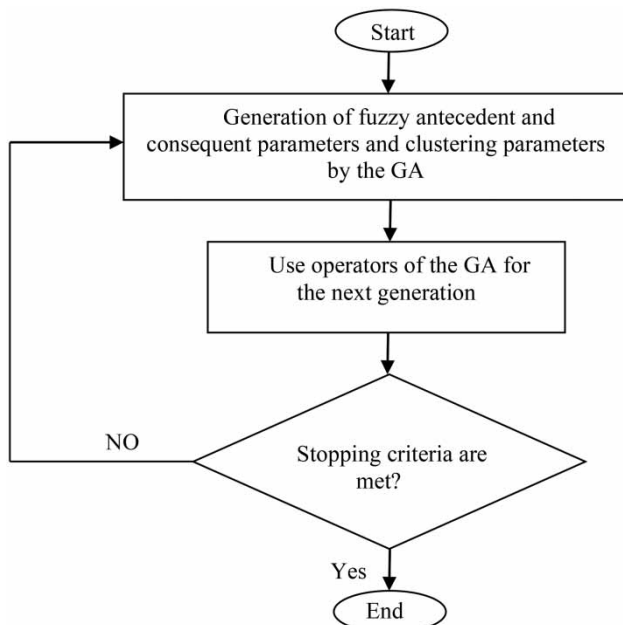 Start
Generation of fuzzy antecedent and
consequent parameters and clustering parameters
by the GA
Use operators of the GA for
the next generation
NO
Stopping criteria are
met?
Yes
End